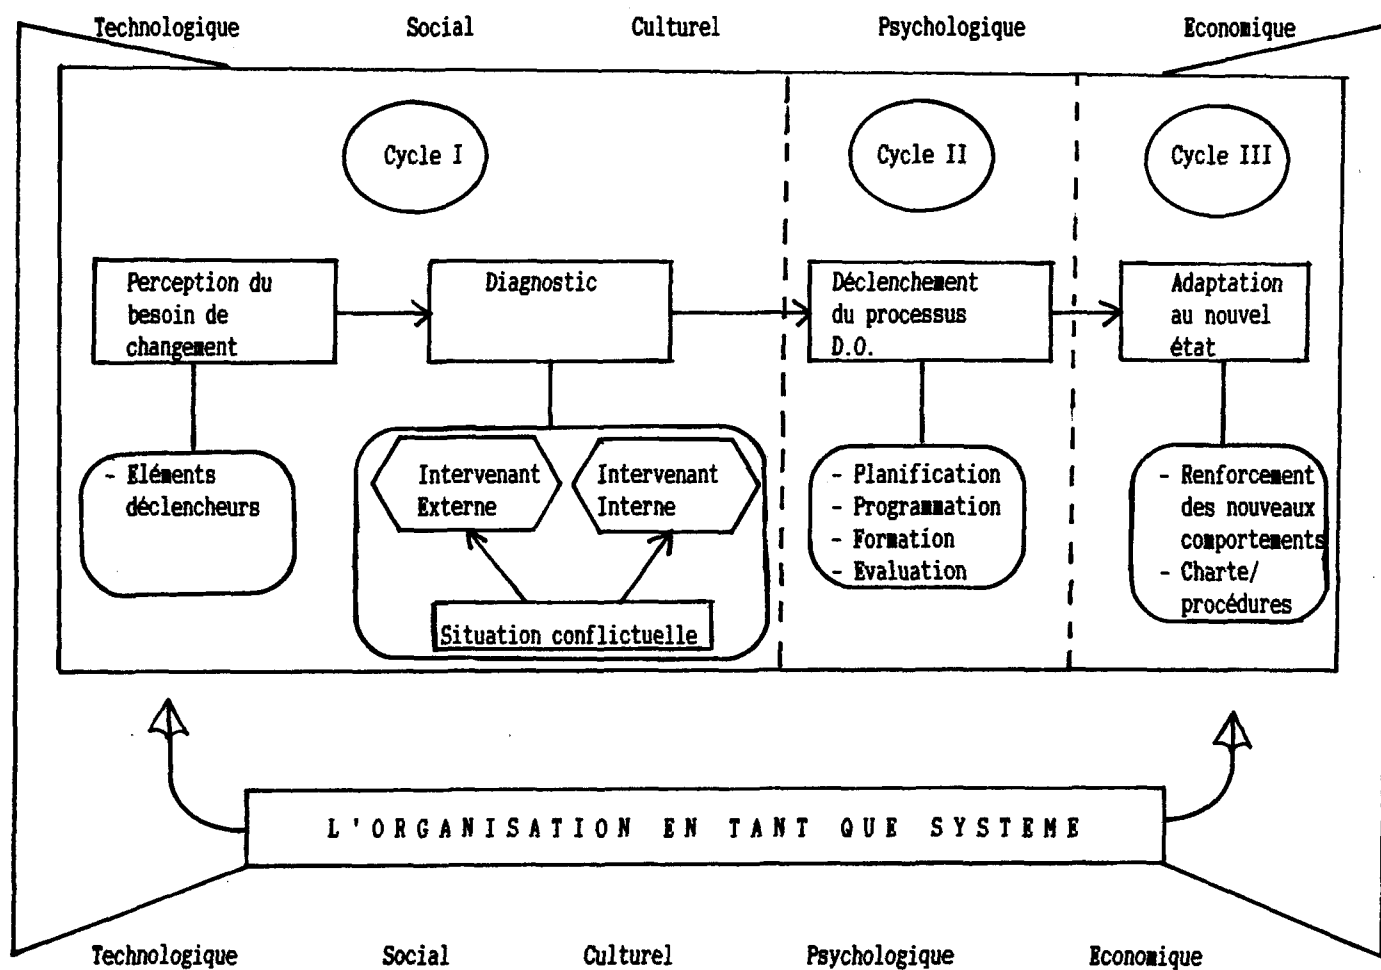 Technologique Social Culturel Psychologique Economique
Cycle I Cycle II Cycle III
Perception du
besoin de
changement
Diagnostic
Déclenchement
du processus
D.O.
Adaptation
au nouvel
état
- Eléments
déclencheurs
Intervenant
Externe
Intervenant
Interne
Situation conflictuelle
- Planification
- Programmation
- Formation
- Evaluation
- Renforcement
des nouveaux
comportements
- Charte/
procédures
L'ORGANISATION EN TANT QUE SYSTEME
Technologique Social Culturel Psychologique Economique